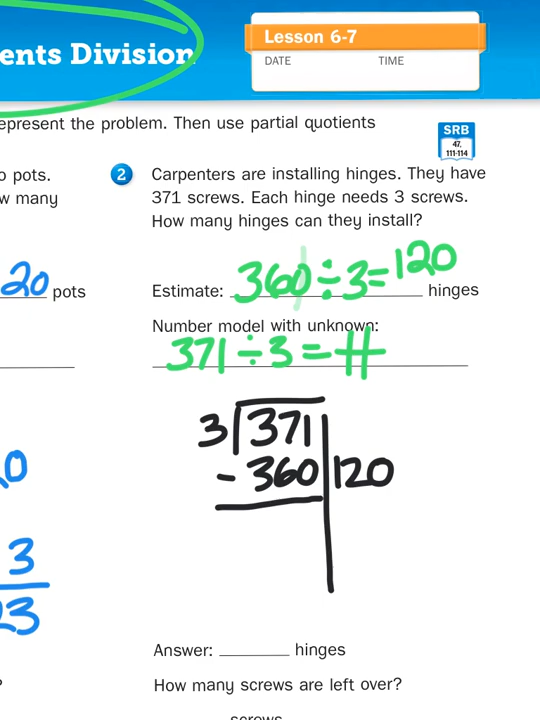 ents Division
Lesson 6-7
DATE TIME
epresent the problem. Then use partial quotients
SRB
47,
111-114
o pots.
w many
20 pots
2 Carpenters are installing hinges. They have
371 screws. Each hinge needs 3 screws.
How many hinges can they install?
Estimate: 360 ÷ 3 = 120 hinges
Number model with unknown:
371 ÷ 3 = H
3 371
- 360 120
0
3
23
Answer: ______ hinges
?
How many screws are left over?
screws